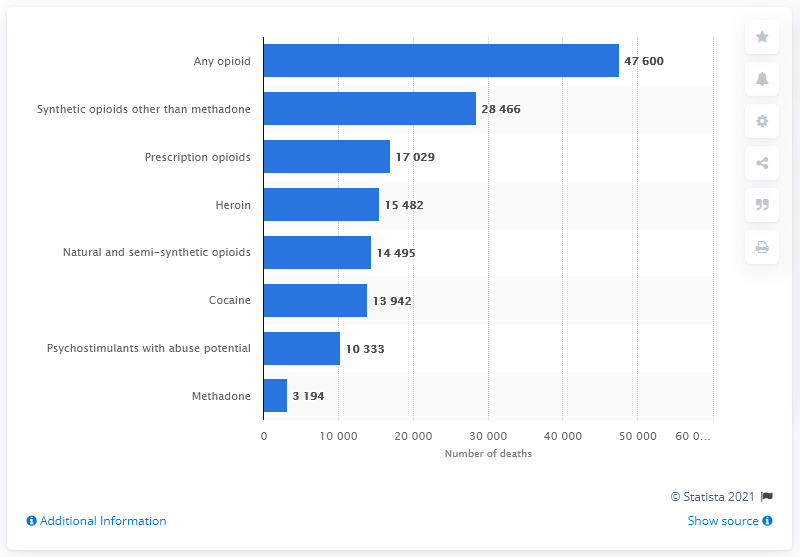 Any opioid 47 600
Synthetic opioids other than methadone 28 466
Prescription opioids 17 029
Heroin 15 482
Natural and semi-synthetic opioids 14 495
Cocaine 13 942
Psychostimulants with abuse potential 10 333
Methadone 3 194
0 10 000 20 000 30 000 40 000 50 000 60 0...
Number of deaths
© Statista 2021
Additional Information Show source